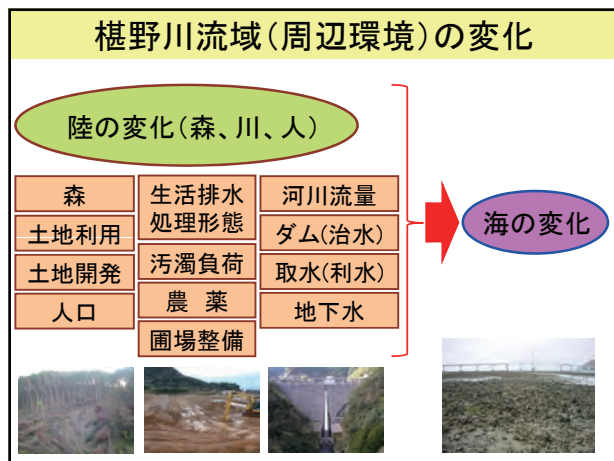 椹野川流域(周辺環境)の変化
陸の変化(森、川、人)
森
土地利用
土地開発
人口
生活排水
処理形態
汚濁負荷
農 薬
圃場整備
河川流量
ダム(治水)
取水(利水)
地下水
海の変化